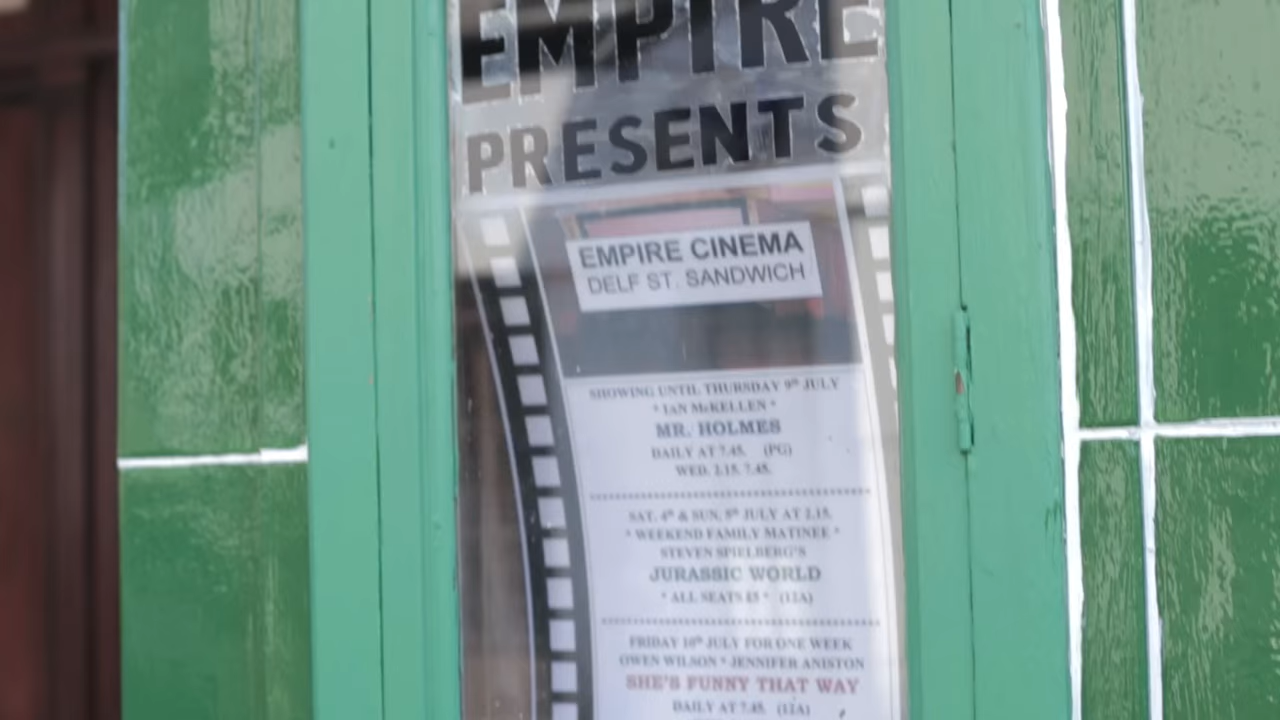 EMPIRE
PRESENTS
EMPIRE CINEMA
DELF ST. SANDWICH
SHOWING UNTIL THURSDAY 9th JULY
* IAN McKELLEN *
MR. HOLMES
DAILY AT 7.45. (PG)
WED. 2.15. 7.45.
SAT. 4th & SUN. 5th JULY AT 2.15.
* WEEKEND FAMILY MATINEE *
STEVEN SPIELBERG'S
JURASSIC WORLD
* ALL SEATS £5 * (12A)
FRIDAY 10th JULY FOR ONE WEEK
OWEN WILSON * JENNIFER ANISTON
SHE'S FUNNY THAT WAY
DAILY AT 7.45. (12A)